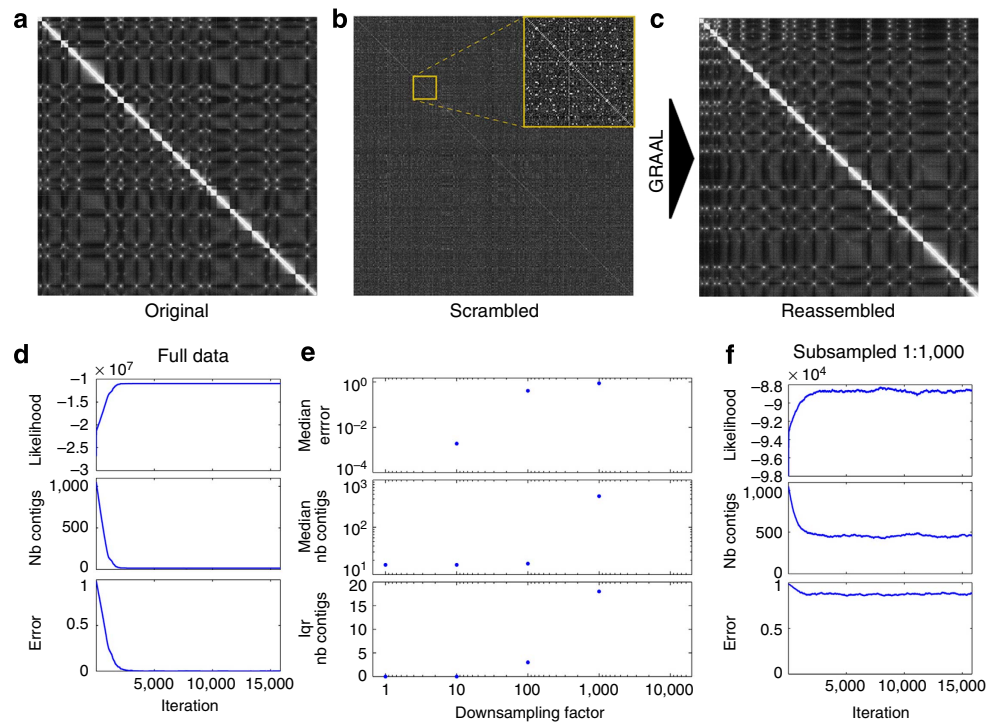 a
b
c
GRAAL
Original
Scrambled
Reassembled
d
Full data
× 10⁷
−1
−1.5
−2
−2.5
−3
Likelihood
1,000
500
0
Nb contigs
1
0.5
0
Error
5,000
10,000
15,000
Iteration
e
10⁰
10⁻²
10⁻⁴
Median
errror
10³
10²
10¹
Median
nb contigs
20
15
10
5
0
Iqr
nb contigs
1
10
100
1,000
10,000
Downsampling factor
f
Subsampled 1:1,000
× 10⁴
−8.8
−9
−9.2
−9.4
−9.6
−9.8
Likelihood
1,000
500
0
Nb contigs
1
0.5
0
Error
5,000
10,000
15,000
Iteration